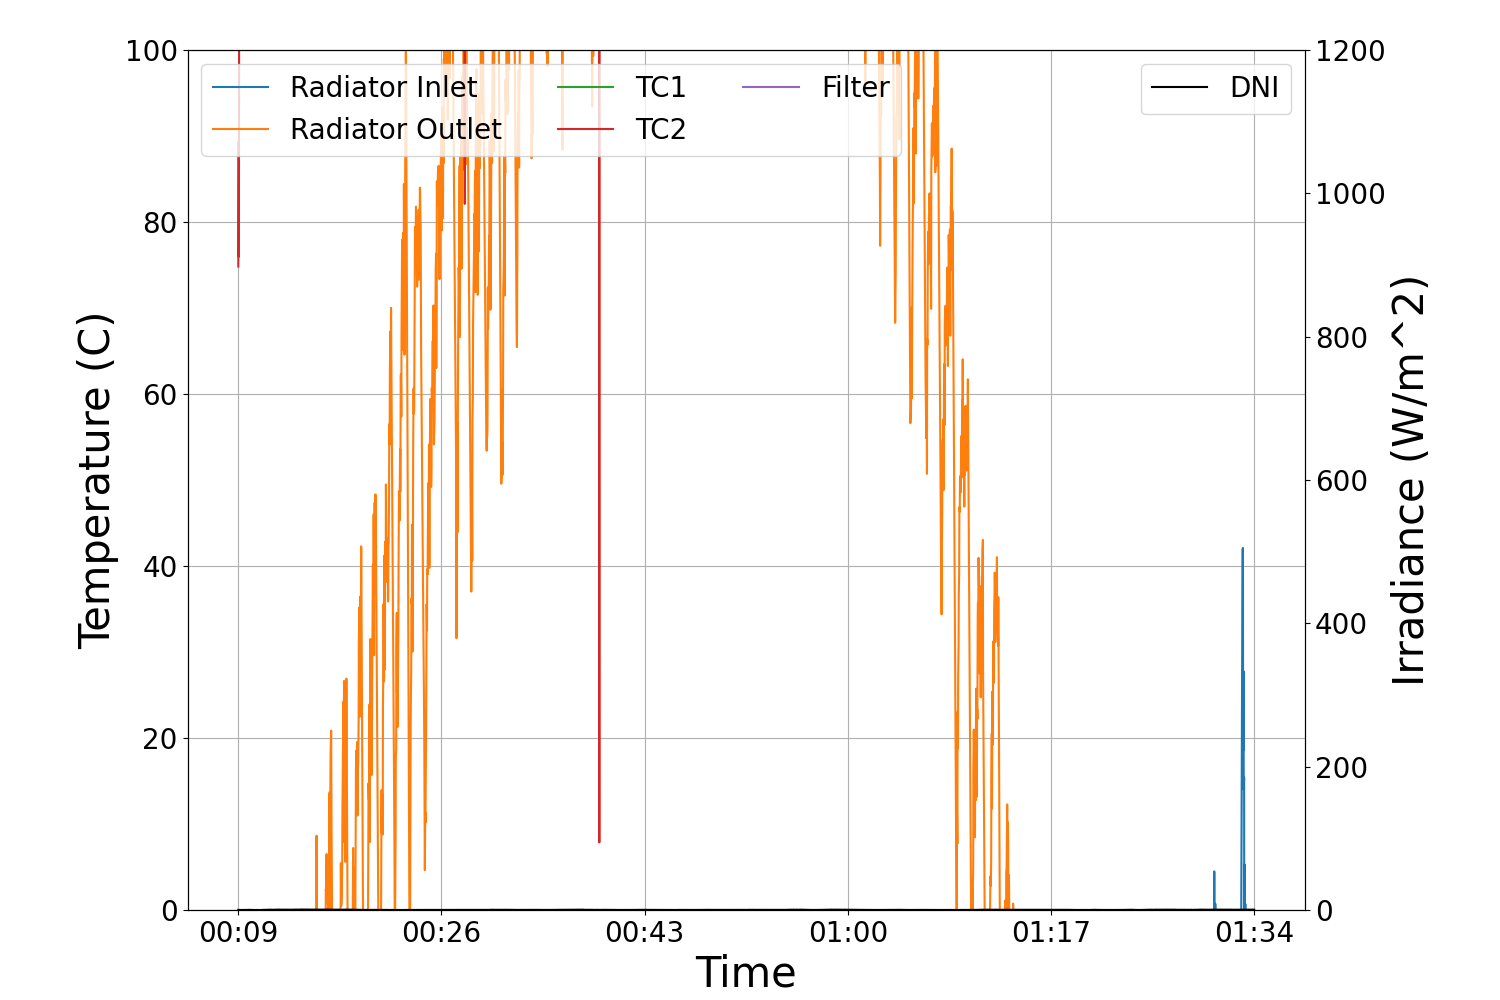 100
80
60
40
20
0
Temperature (C)
Radiator Inlet
Radiator Outlet
TC1
TC2
Filter
DNI
1200
1000
800
600
400
200
0
Irradiance (W/m^2)
00:09
00:26
00:43
01:00
01:17
01:34
Time